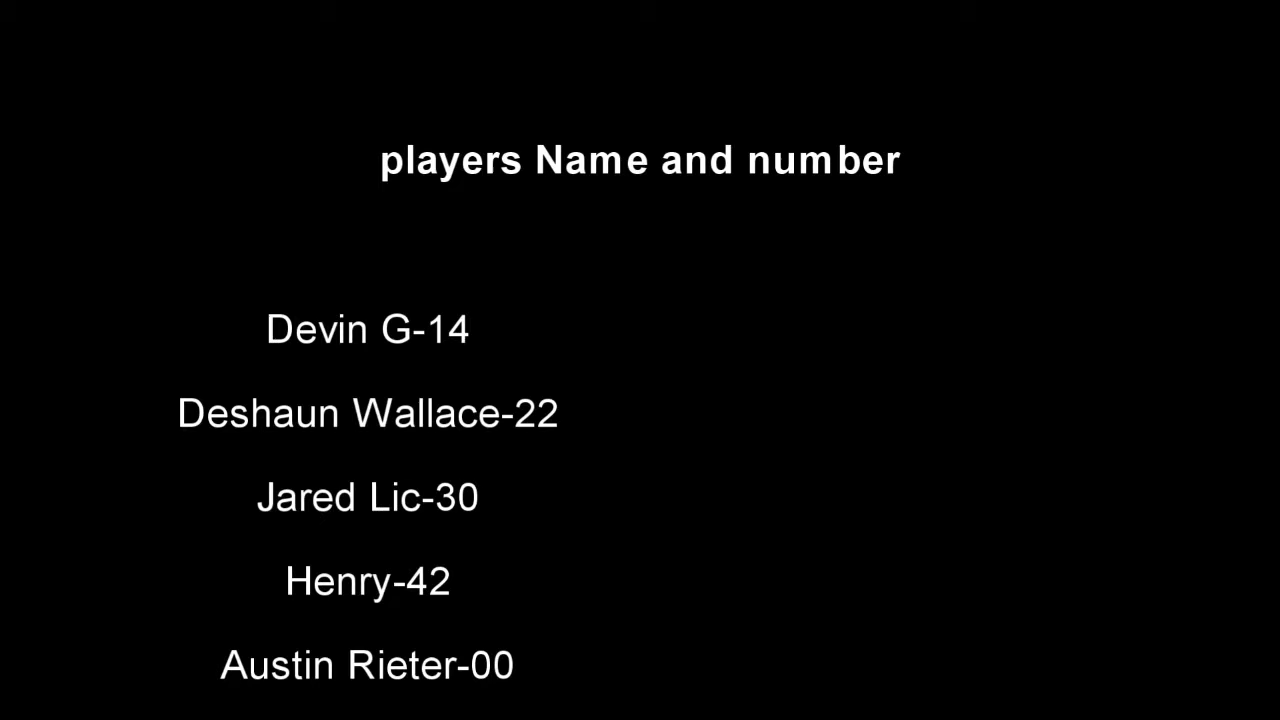 players Name and number
Devin G-14
Deshaun Wallace-22
Jared Lic-30
Henry-42
Austin Rieter-00